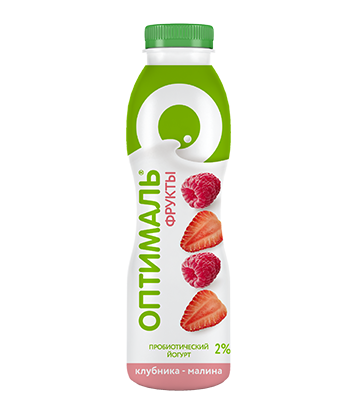 ОПТИМАЛЬ®
ФРУКТЫ
ПРОБИОТИЧЕСКИЙ
ЙОГУРТ
2%
клубника - малина